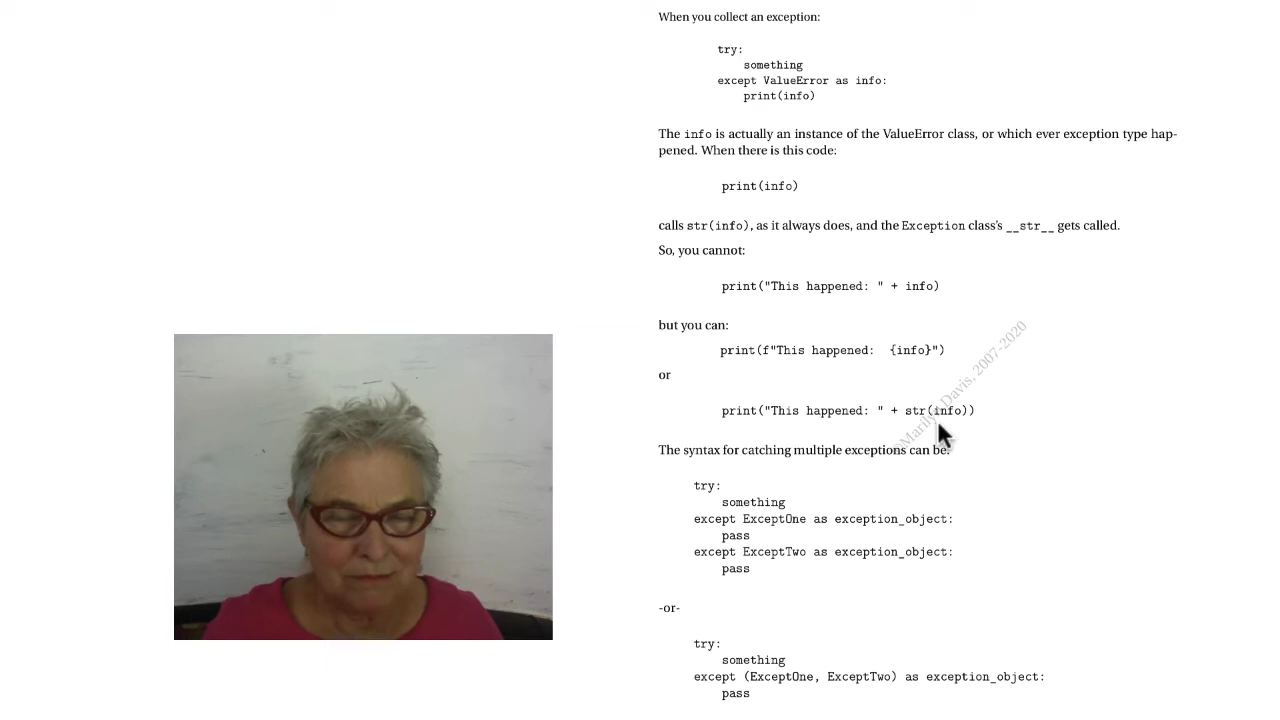 When you collect an exception:
try:
something
except ValueError as info:
print(info)
The info is actually an instance of the ValueError class, or which ever exception type hap-
pened. When there is this code:
print(info)
calls str(info), as it always does, and the Exception class's __str__ gets called.
So, you cannot:
print("This happened: " + info)
but you can:
print(f"This happened:  {info}")
or
print("This happened: " + str(info))
©Marilyn Davis, 2007-2020
The syntax for catching multiple exceptions can be:
try:
something
except ExceptOne as exception_object:
pass
except ExceptTwo as exception_object:
pass
-or-
try:
something
except (ExceptOne, ExceptTwo) as exception_object:
pass